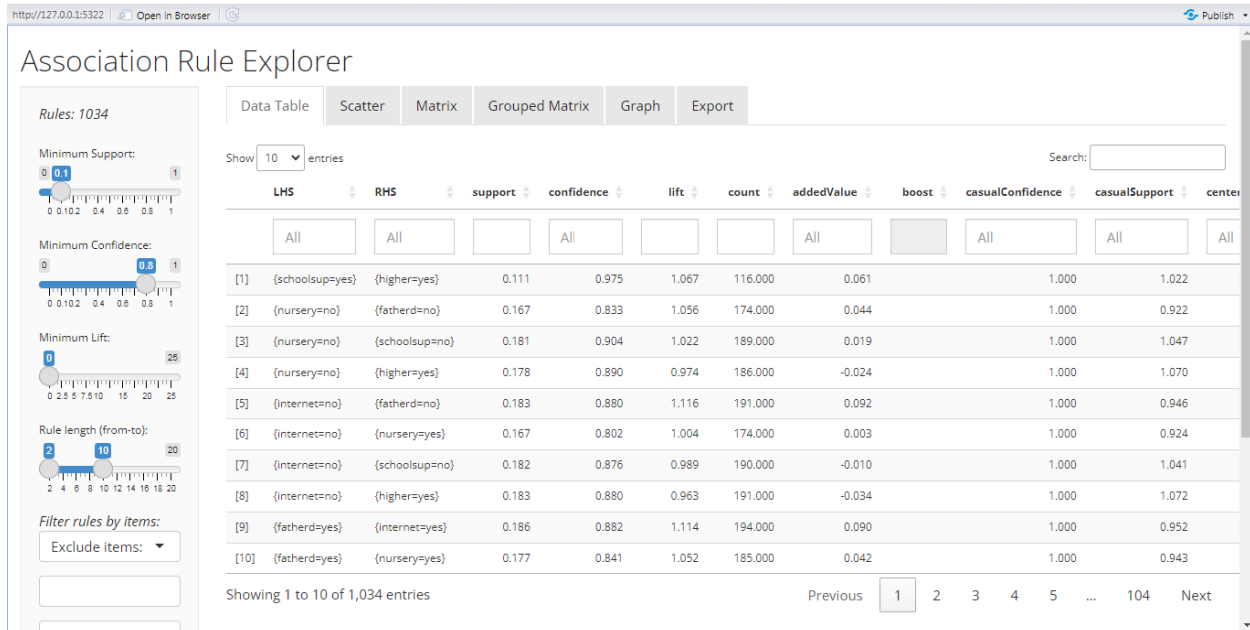 http://127.0.0.1:5322 Open in Browser Publish
Association Rule Explorer
Rules: 1034
Minimum Support:
0 0.1 1
0 0.10.2 0.4 0.6 0.8 1
Minimum Confidence:
0 0.8 1
0 0.10.2 0.4 0.6 0.8 1
Minimum Lift:
0 25
0 2.5 5 7.5 10 15 20 25
Rule length (from-to):
2 10 20
2 4 6 8 10 12 14 16 18 20
Filter rules by items:
Exclude items:
Data Table Scatter Matrix Grouped Matrix Graph Export
Show 10 entries Search:
LHS RHS support confidence lift count addedValue boost casualConfidence casualSupport center
All All All All All All All
[1] {schoolsup=yes} {higher=yes} 0.111 0.975 1.067 116.000 0.061 1.000 1.022
[2] {nursery=no} {fatherd=no} 0.167 0.833 1.056 174.000 0.044 1.000 0.922
[3] {nursery=no} {schoolsup=no} 0.181 0.904 1.022 189.000 0.019 1.000 1.047
[4] {nursery=no} {higher=yes} 0.178 0.890 0.974 186.000 -0.024 1.000 1.070
[5] {internet=no} {fatherd=no} 0.183 0.880 1.116 191.000 0.092 1.000 0.946
[6] {internet=no} {nursery=yes} 0.167 0.802 1.004 174.000 0.003 1.000 0.924
[7] {internet=no} {schoolsup=no} 0.182 0.876 0.989 190.000 -0.010 1.000 1.041
[8] {internet=no} {higher=yes} 0.183 0.880 0.963 191.000 -0.034 1.000 1.072
[9] {fatherd=yes} {internet=yes} 0.186 0.882 1.114 194.000 0.090 1.000 0.952
[10] {fatherd=yes} {nursery=yes} 0.177 0.841 1.052 185.000 0.042 1.000 0.943
Showing 1 to 10 of 1,034 entries Previous 1 2 3 4 5 ... 104 Next